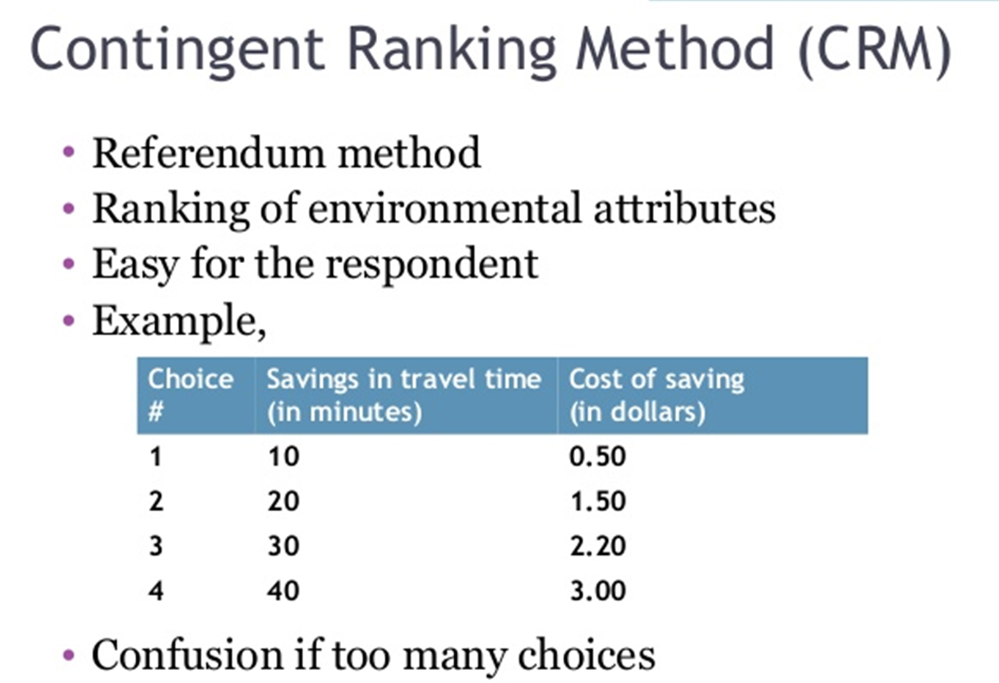 Contingent Ranking Method (CRM)
• Referendum method
• Ranking of environmental attributes
• Easy for the respondent
• Example,
Choice # Savings in travel time (in minutes) Cost of saving (in dollars)
1 10 0.50
2 20 1.50
3 30 2.20
4 40 3.00
• Confusion if too many choices